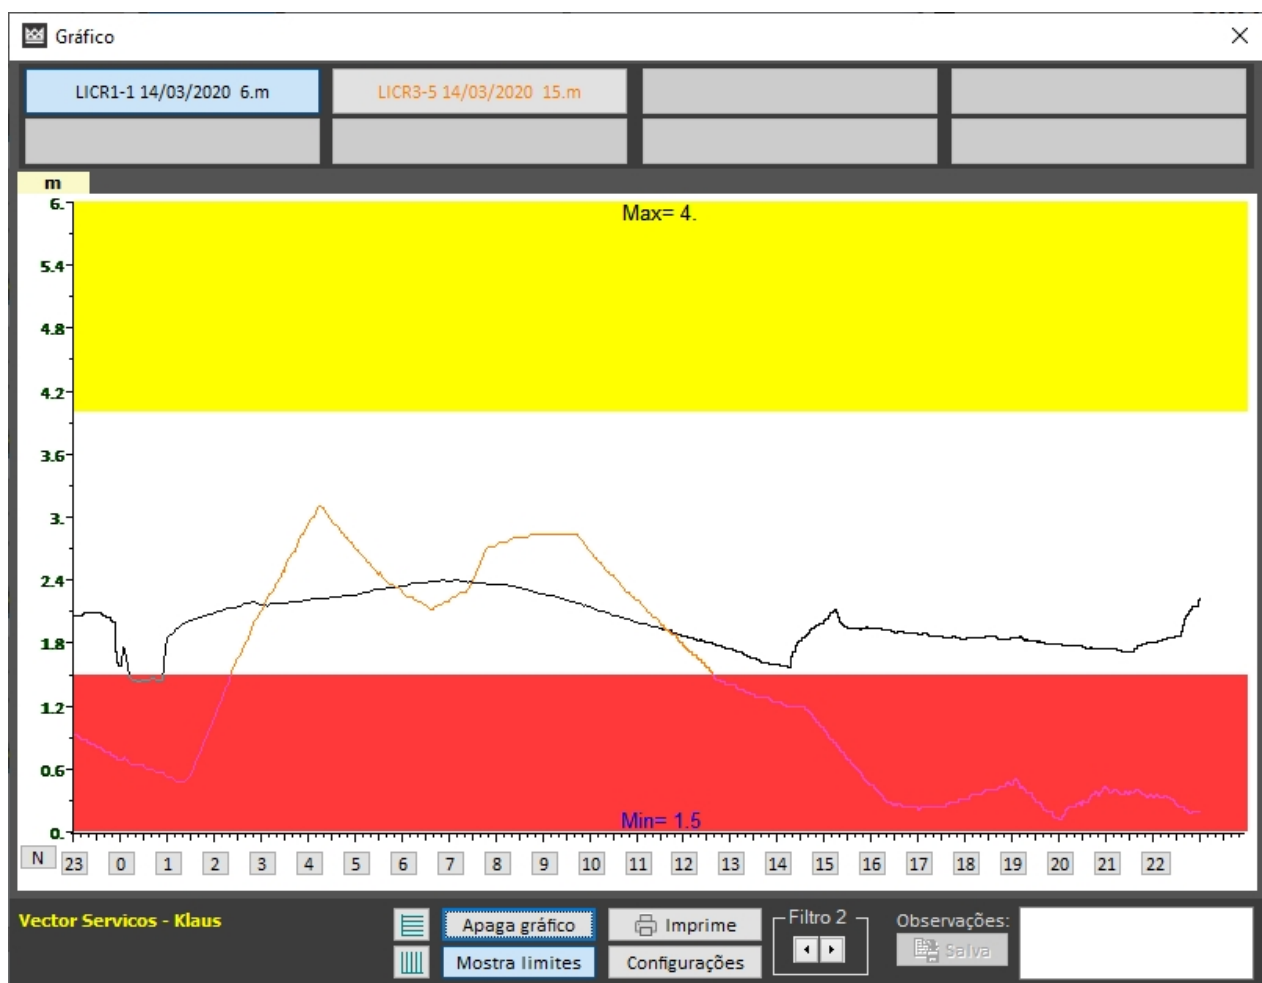 Gráfico
LICR1-1 14/03/2020 6.m
LICR3-5 14/03/2020 15.m
m
Max= 4.
6.
5.4
4.8
4.2
3.6
3.
2.4
1.8
1.2
0.6
0.
Min= 1.5
N 23 0 1 2 3 4 5 6 7 8 9 10 11 12 13 14 15 16 17 18 19 20 21 22
Vector Servicos - Klaus
Apaga gráfico
Imprime
Mostra limites
Configurações
Filtro 2
Observações:
Salva